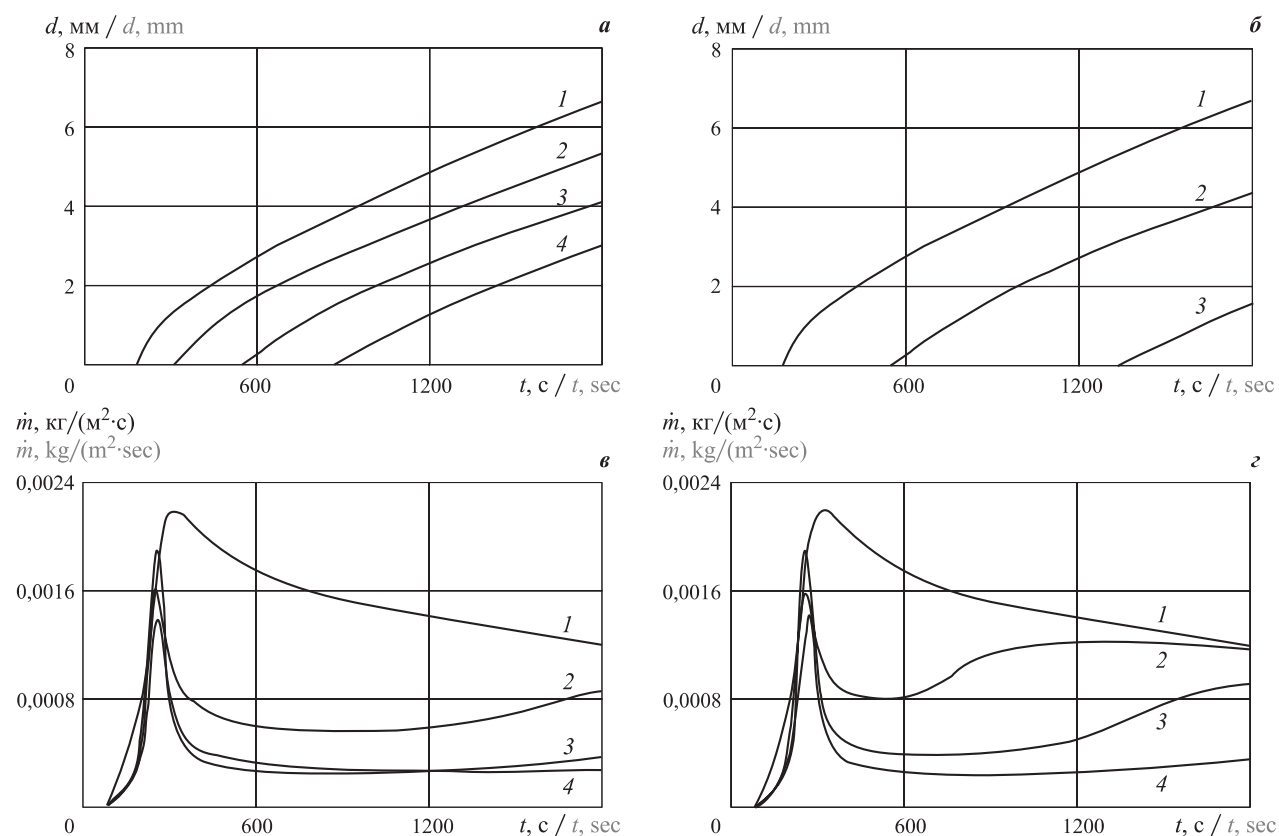 d, мм / d, mm
а
8
6
4
2
0
600
1200
t, с / t, sec
1
2
3
4
d, мм / d, mm
б
8
6
4
2
0
600
1200
t, с / t, sec
1
2
3
ṁ, кг/(м²·с)
ṁ, kg/(m²·sec)
в
0,0024
0,0016
0,0008
0
600
1200
t, с / t, sec
1
2
3
4
ṁ, кг/(м²·с)
ṁ, kg/(m²·sec)
г
0,0024
0,0016
0,0008
0
600
1200
t, с / t, sec
1
2
3
4